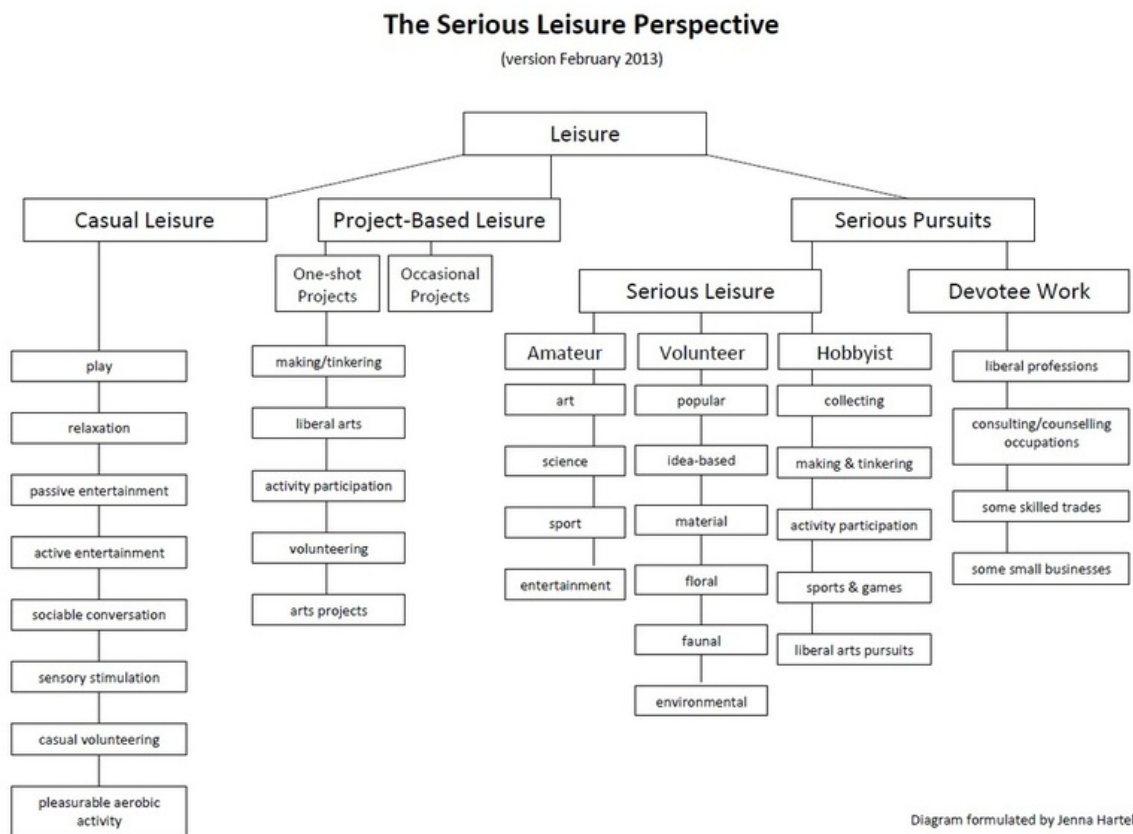 The Serious Leisure Perspective
(version February 2013)
Leisure
Casual Leisure
Project-Based Leisure
Serious Pursuits
One-shot
Projects
Occasional
Projects
Serious Leisure
Devotee Work
Amateur
Volunteer
Hobbyist
play
relaxation
passive entertainment
active entertainment
sociable conversation
sensory stimulation
casual volunteering
pleasurable aerobic
activity
making/tinkering
liberal arts
activity participation
volunteering
arts projects
art
science
sport
entertainment
popular
idea-based
material
floral
faunal
environmental
collecting
making & tinkering
activity participation
sports & games
liberal arts pursuits
liberal professions
consulting/counselling
occupations
some skilled trades
some small businesses
Diagram formulated by Jenna Hartel